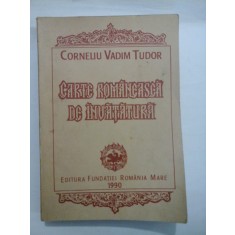 CORNELIU VADIM TUDOR
CARTE ROMÂNEASCĂ
DE ÎNVĂȚĂTURĂ
EDITURA FUNDAȚIEI ROMÂNIA MARE
1990